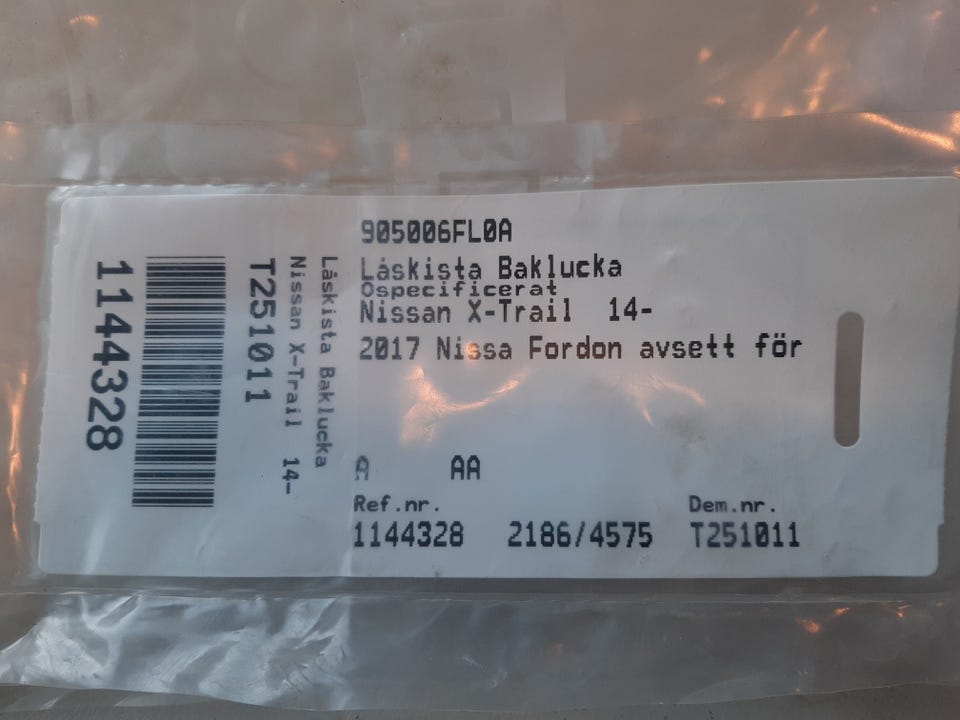 905006FL0A
Låskista Baklucka
Ospecificerat
Nissan X-Trail 14-
2017 Nissa Fordon avsett för
A AA
Ref.nr. Dem.nr.
1144328 2186/4575 T251011
Låskista Baklucka
Nissan X-Trail 14-
T251011
1144328